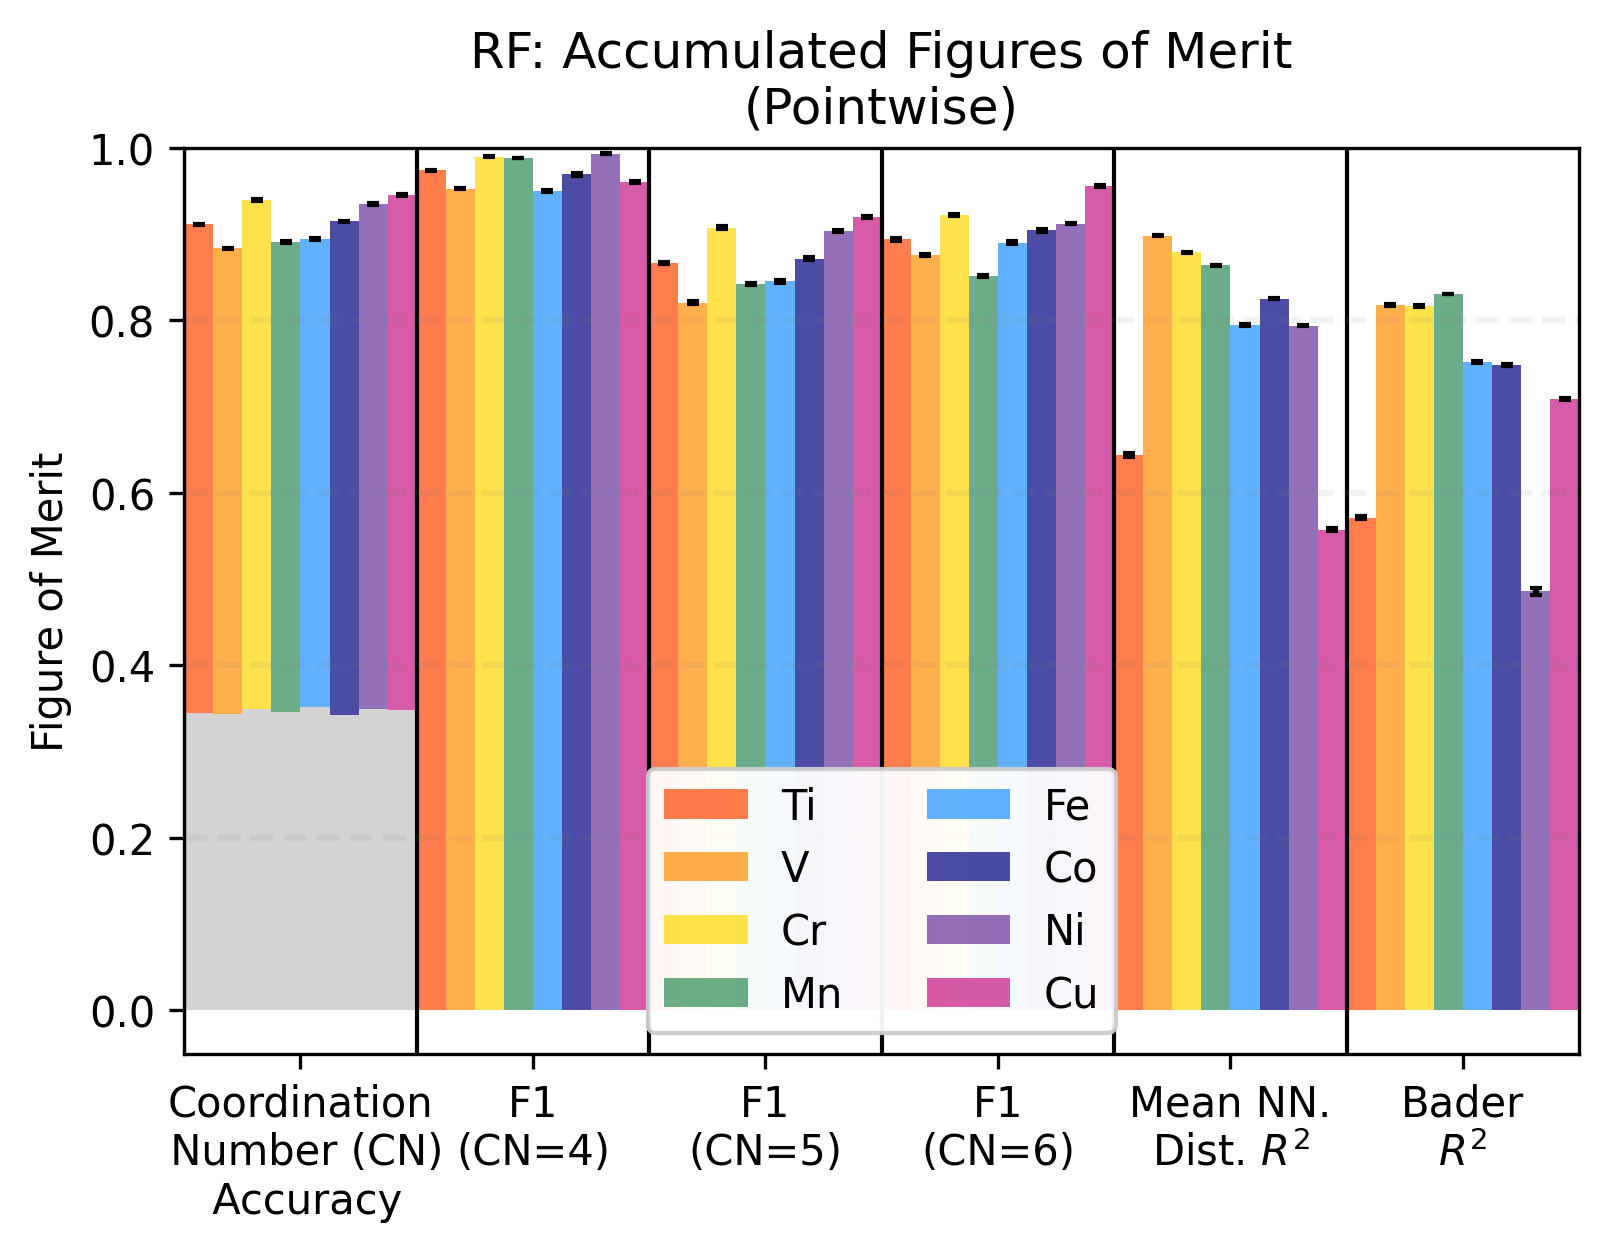 RF: Accumulated Figures of Merit
(Pointwise)
Figure of Merit
1.0
0.8
0.6
0.4
0.2
0.0
Ti
V
Cr
Mn
Fe
Co
Ni
Cu
Coordination
Number (CN)
Accuracy
F1
(CN=4)
F1
(CN=5)
F1
(CN=6)
Mean NN.
Dist. R²
Bader
R²